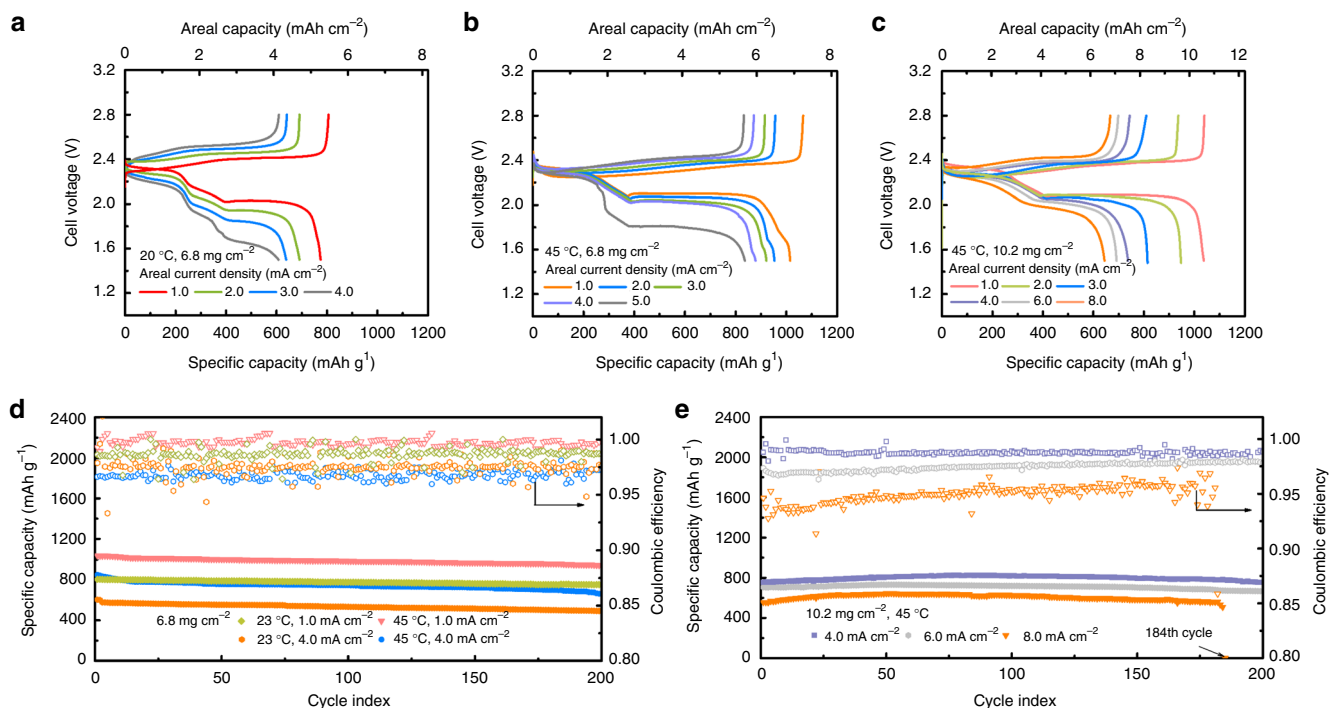 a
Areal capacity (mAh cm−2)
0 2 4 6 8
3.2
2.8
2.4
2.0
1.6
1.2
Cell voltage (V)
20 °C, 6.8 mg cm−2
Areal current density (mA cm−2)
1.0 2.0 3.0 4.0
0 200 400 600 800 1000 1200
Specific capacity (mAh g1)
b
Areal capacity (mAh cm−2)
0 2 4 6 8
3.2
2.8
2.4
2.0
1.6
1.2
Cell voltage (V)
45 °C, 6.8 mg cm−2
Areal current density (mA cm−2)
1.0 2.0 3.0
4.0 5.0
0 200 400 600 800 1000 1200
Specific capacity (mAh g1)
c
Areal capacity (mAh cm−2)
0 2 4 6 8 10 12
3.2
2.8
2.4
2.0
1.6
1.2
Cell voltage (V)
45 °C, 10.2 mg cm−2
Areal current density (mA cm−2)
1.0 2.0 3.0
4.0 6.0 8.0
0 200 400 600 800 1000 1200
Specific capacity (mAh g1)
d
2400
2000
1600
1200
800
400
0
Specific capacity (mAh g−1)
1.00
0.95
0.90
0.85
0.80
Coulombic efficiency
6.8 mg cm−2 23 °C, 1.0 mA cm−2 45 °C, 1.0 mA cm−2
23 °C, 4.0 mA cm−2 45 °C, 4.0 mA cm−2
0 50 100 150 200
Cycle index
e
2400
2000
1600
1200
800
400
0
Specific capacity (mAh g−1)
1.00
0.95
0.90
0.85
0.80
Coulombic efficiency
10.2 mg cm−2, 45 °C
4.0 mA cm−2 6.0 mA cm−2 8.0 mA cm−2
184th cycle
0 50 100 150 200
Cycle index